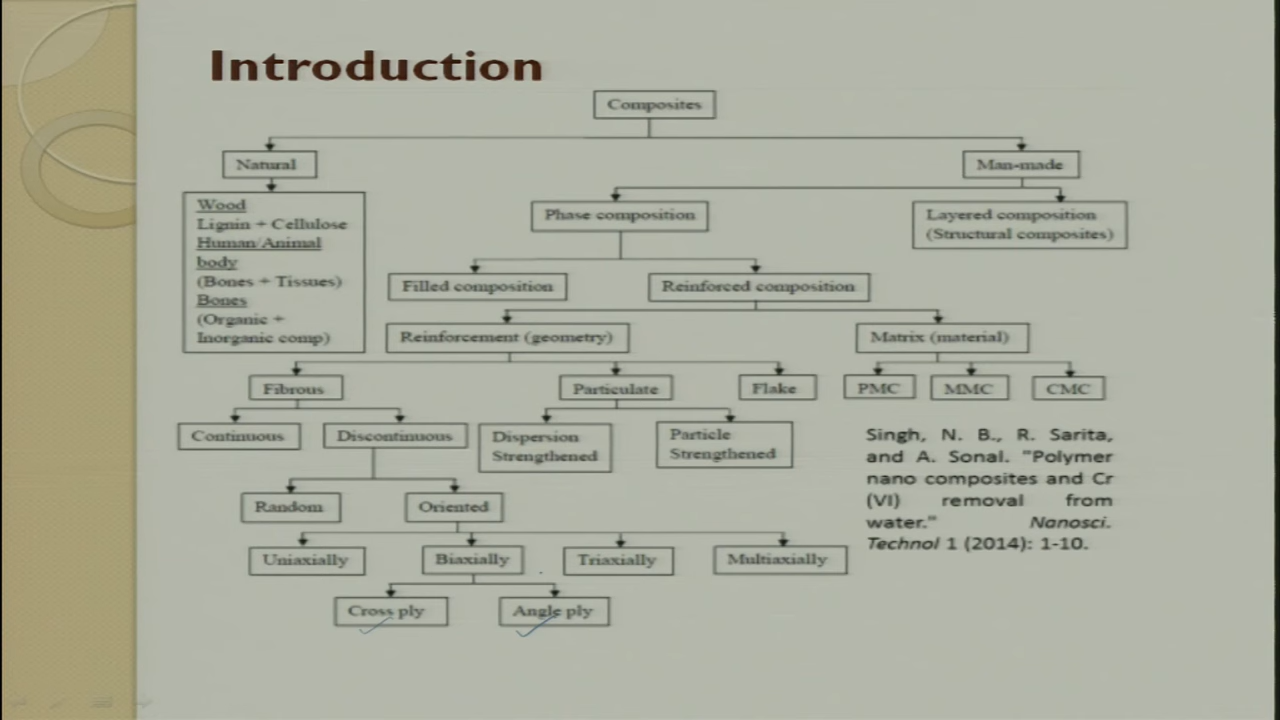 Introduction
Composites
Natural
Man-made
Wood
Lignin + Cellulose
Human/Animal
body
(Bones + Tissues)
Bones
(Organic +
Inorganic comp)
Phase composition
Layered composition
(Structural composites)
Filled composition
Reinforced composition
Reinforcement (geometry)
Matrix (material)
Fibrous
Particulate
Flake
PMC
MMC
CMC
Continuous
Discontinuous
Dispersion
Strengthened
Particle
Strengthened
Singh, N. B., R. Sarita,
and A. Sonal. "Polymer
nano composites and Cr
(VI) removal from
water." Nanosci.
Technol 1 (2014): 1-10.
Random
Oriented
Uniaxially
Biaxially
Triaxially
Multiaxially
Cross ply
Angle ply